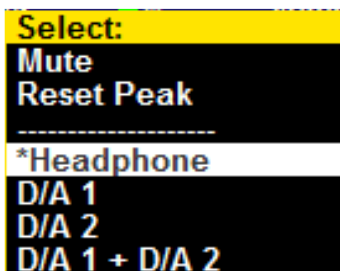 Select:
Mute
Reset Peak
--------------------
*Headphone
D/A 1
D/A 2
D/A 1 + D/A 2